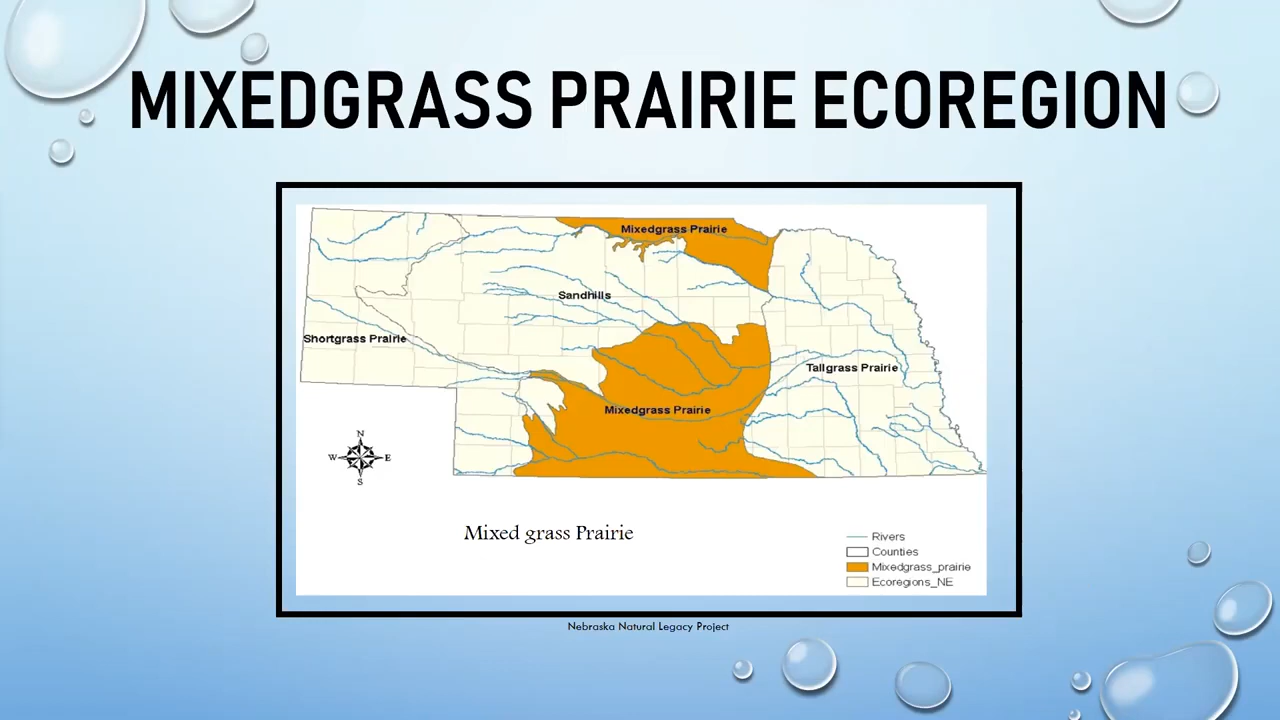 MIXEDGRASS PRAIRIE ECOREGION
Mixedgrass Prairie
Sandhills
Shortgrass Prairie
Tallgrass Prairie
Mixedgrass Prairie
N
W E
S
Mixed grass Prairie
Rivers
Counties
Mixedgrass_prairie
Ecoregions_NE
Nebraska Natural Legacy Project